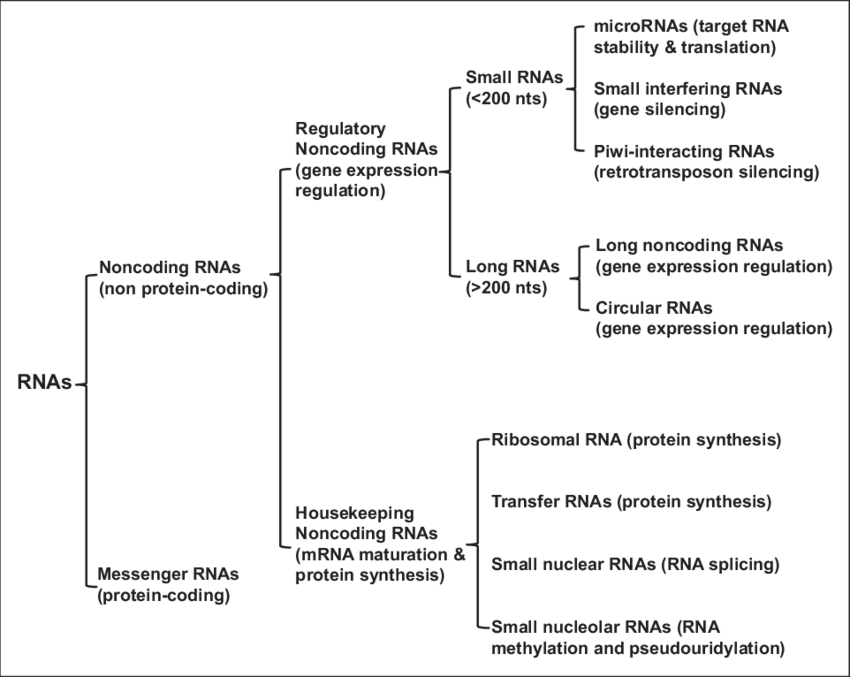 RNAs
Noncoding RNAs
(non protein-coding)
Messenger RNAs
(protein-coding)
Regulatory
Noncoding RNAs
(gene expression
regulation)
Housekeeping
Noncoding RNAs
(mRNA maturation &
protein synthesis)
Small RNAs
(<200 nts)
Long RNAs
(>200 nts)
microRNAs (target RNA
stability & translation)
Small interfering RNAs
(gene silencing)
Piwi-interacting RNAs
(retrotransposon silencing)
Long noncoding RNAs
(gene expression regulation)
Circular RNAs
(gene expression regulation)
Ribosomal RNA (protein synthesis)
Transfer RNAs (protein synthesis)
Small nuclear RNAs (RNA splicing)
Small nucleolar RNAs (RNA
methylation and pseudouridylation)